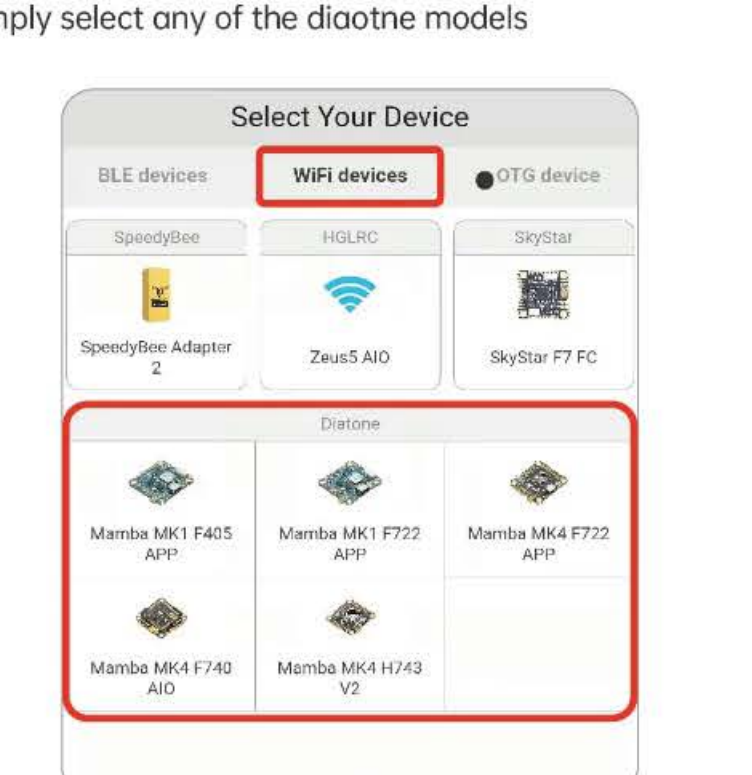 select any of the diaotne models
Select Your Device
BLE devices
WiFi devices
OTG device
SpeedyBee
HGLRC
SkyStar
SpeedyBee Adapter
2
Zeus5 AIO
SkyStar F7 FC
Diatone
Mamba MK1 F405
APP
Mamba MK1 F722
APP
Mamba MK4 F722
APP
Mamba MK4 F740
AIO
Mamba MK4 H743
V2